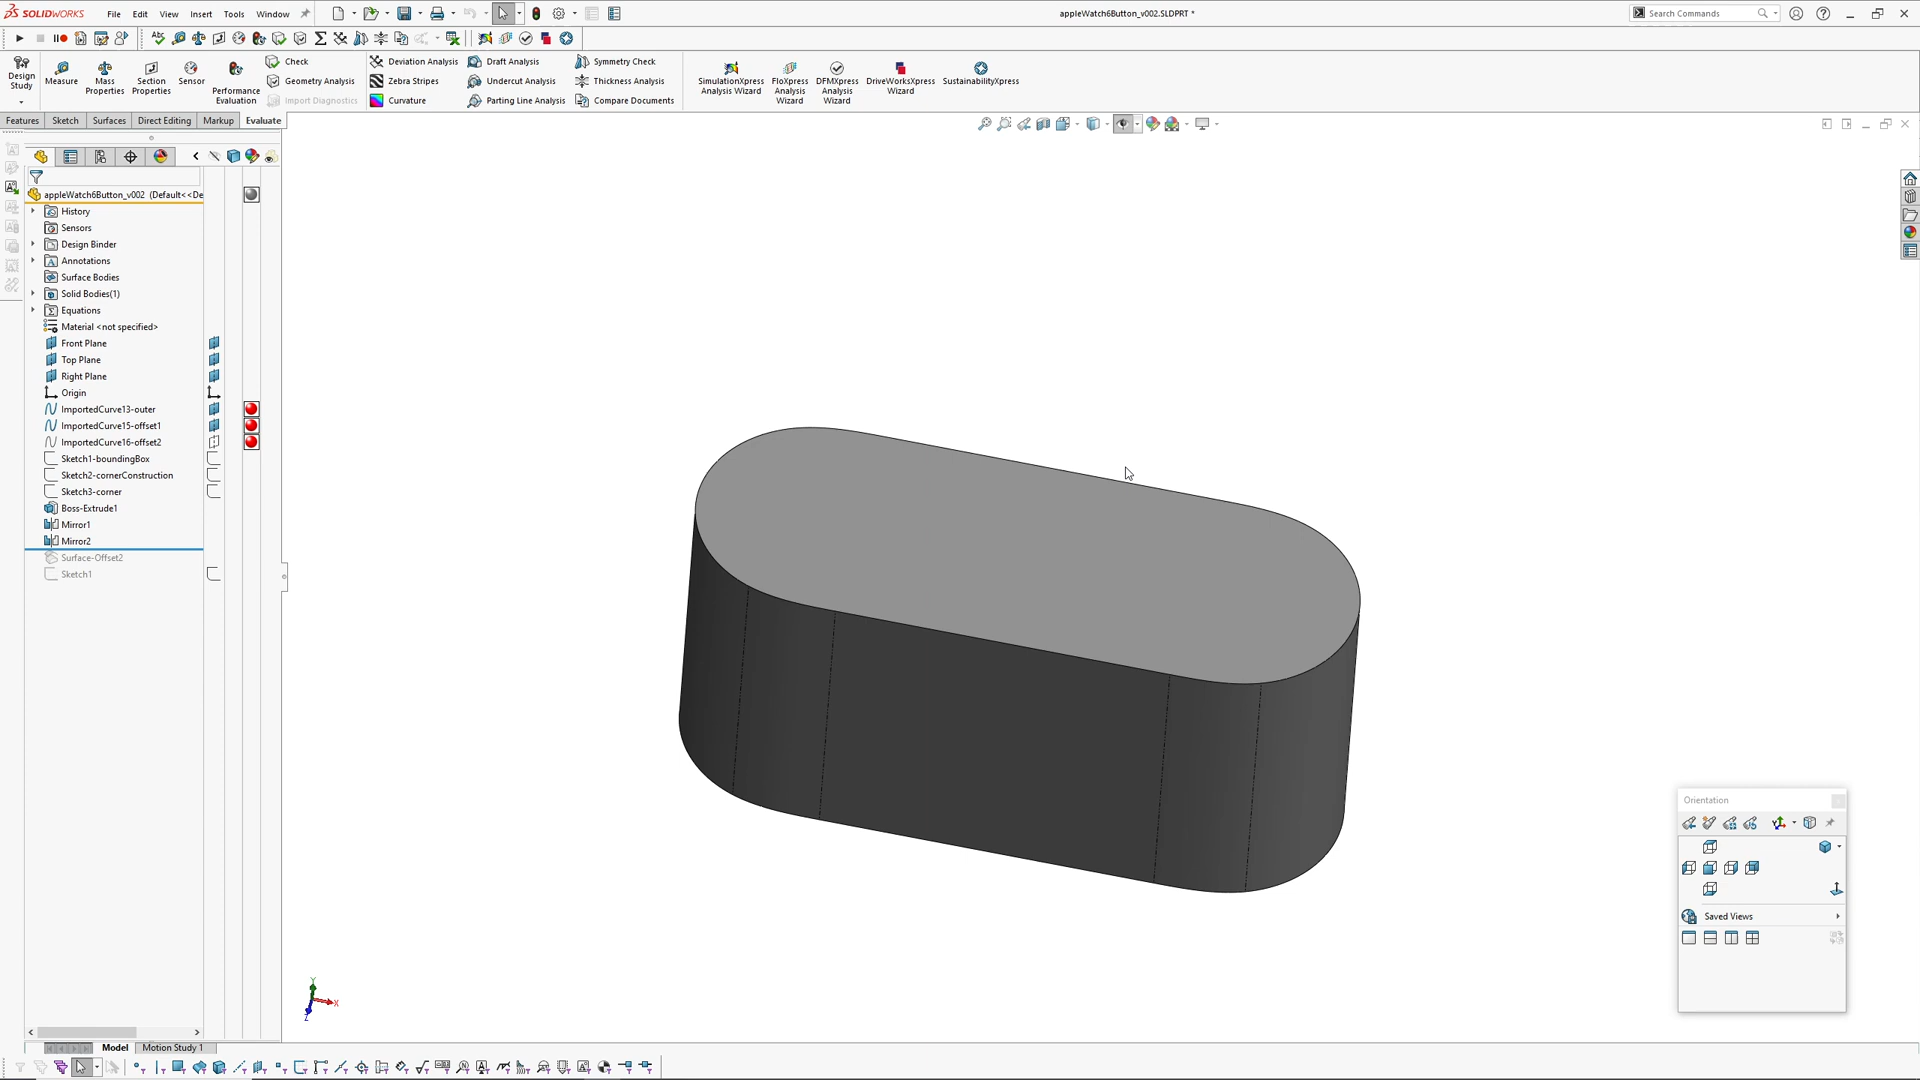 SOLIDWORKS File Edit View Insert Tools Window appleWatch6Button_v002.SLDPRT * Search Commands
Design Study
Measure
Mass Properties
Section Properties
Sensor
Performance Evaluation
Check
Geometry Analysis
Import Diagnostics
Deviation Analysis
Zebra Stripes
Curvature
Draft Analysis
Undercut Analysis
Parting Line Analysis
Symmetry Check
Thickness Analysis
Compare Documents
SimulationXpress Analysis Wizard
FloXpress Analysis Wizard
DFMXpress Analysis Wizard
DriveWorksXpress Wizard
SustainabilityXpress
Features Sketch Surfaces Direct Editing Markup Evaluate
appleWatch6Button_v002 (Default<<De
History
Sensors
Design Binder
Annotations
Surface Bodies
Solid Bodies(1)
Equations
Material <not specified>
Front Plane
Top Plane
Right Plane
Origin
ImportedCurve13-outer
ImportedCurve15-offset1
ImportedCurve16-offset2
Sketch1-boundingBox
Sketch2-cornerConstruction
Sketch3-corner
Boss-Extrude1
Mirror1
Mirror2
Surface-Offset2
Sketch1
Orientation
Saved Views
Y
X
Z
Model Motion Study 1